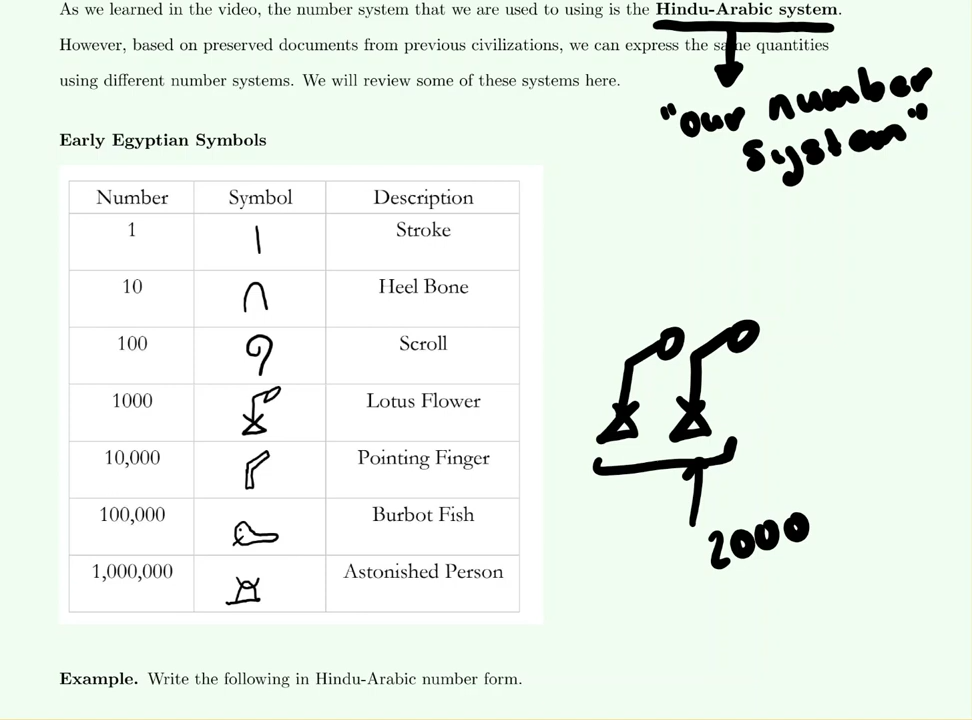 As we learned in the video, the number system that we are used to using is the Hindu-Arabic system.
However, based on preserved documents from previous civilizations, we can express the same quantities
using different number systems. We will review some of these systems here.
"our number
system"
Early Egyptian Symbols
Number Symbol Description
1 Stroke
10 Heel Bone
100 Scroll
1000 Lotus Flower
10,000 Pointing Finger
100,000 Burbot Fish
1,000,000 Astonished Person
2000
Example. Write the following in Hindu-Arabic number form.